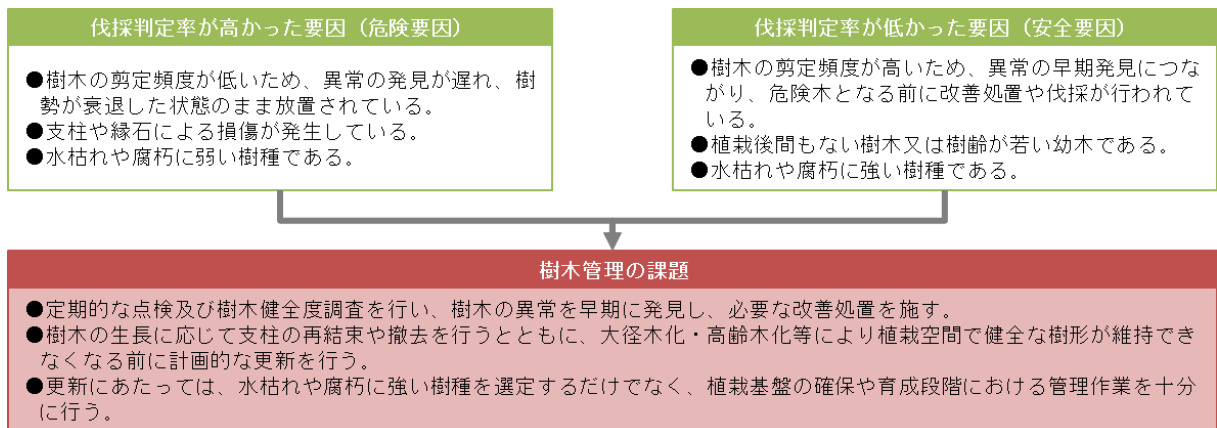 伐採判定率が高かった要因（危険要因）
●樹木の剪定頻度が低いため、異常の発見が遅れ、樹
勢が衰退した状態のまま放置されている。
●支柱や縁石による損傷が発生している。
●水枯れや腐朽に弱い樹種である。
伐採判定率が低かった要因（安全要因）
●樹木の剪定頻度が高いため、異常の早期発見につな
がり、危険木となる前に改善処置や伐採が行われて
いる。
●植栽後間もない樹木又は樹齢が若い幼木である。
●水枯れや腐朽に強い樹種である。
樹木管理の課題
●定期的な点検及び樹木健全度調査を行い、樹木の異常を早期に発見し、必要な改善処置を施す。
●樹木の生長に応じて支柱の再結束や撤去を行うとともに、大径木化・高齢木化等により植栽空間で健全な樹形が維持でき
なくなる前に計画的な更新を行う。
●更新にあたっては、水枯れや腐朽に強い樹種を選定するだけでなく、植栽基盤の確保や育成段階における管理作業を十分
に行う。